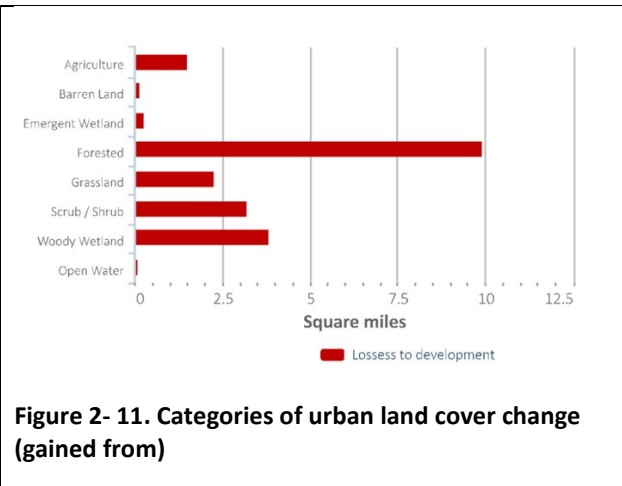 Agriculture
Barren Land
Emergent Wetland
Forested
Grassland
Scrub / Shrub
Woody Wetland
Open Water
0 2.5 5 7.5 10 12.5
Square miles
Lossess to development
Figure 2- 11. Categories of urban land cover change
(gained from)